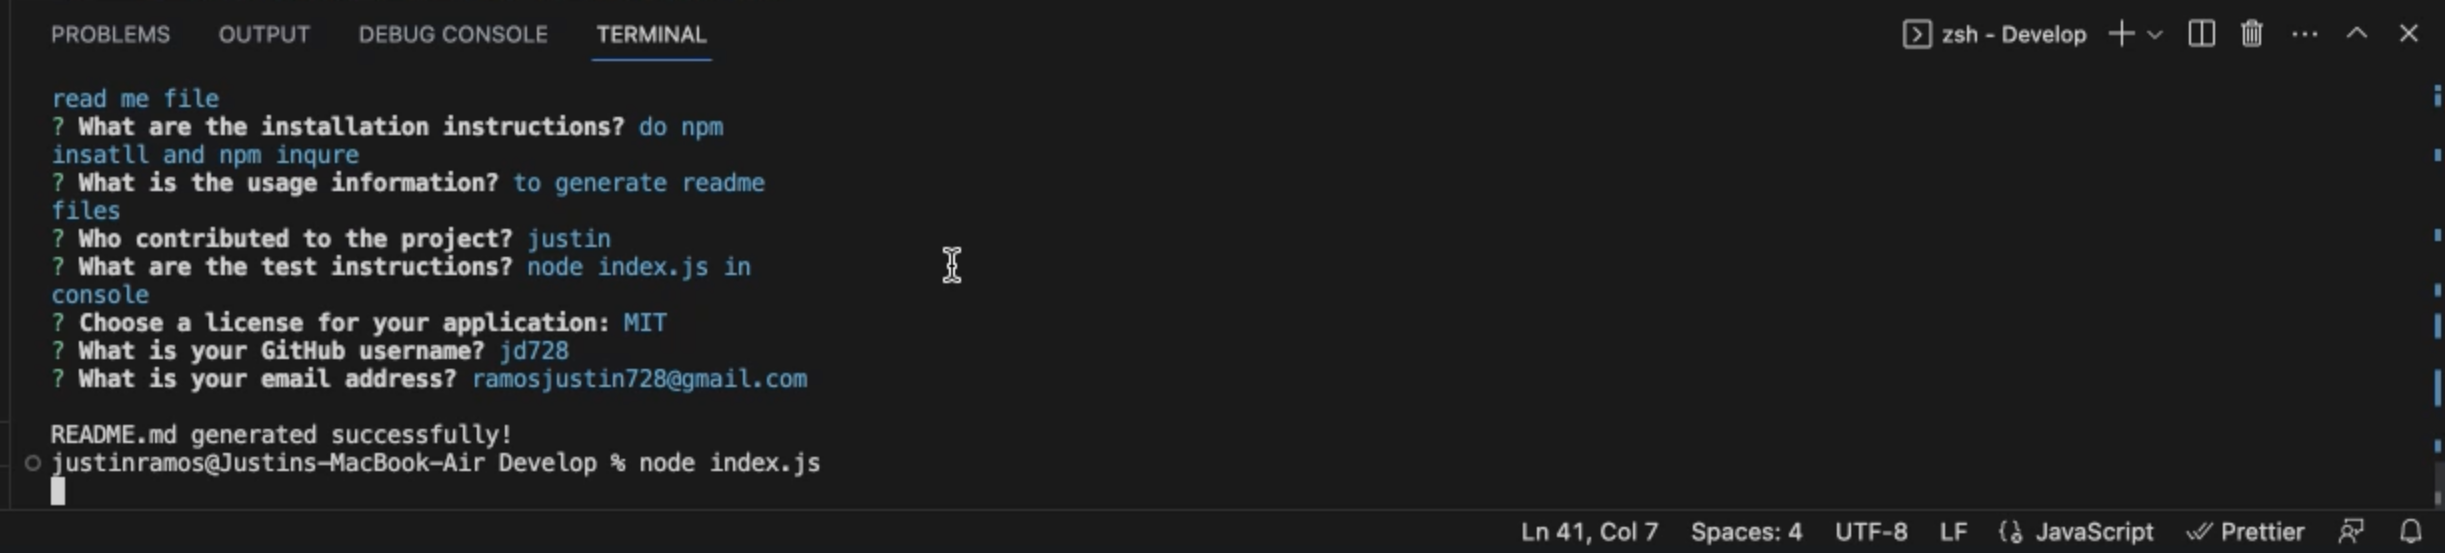 PROBLEMS OUTPUT DEBUG CONSOLE TERMINAL zsh - Develop
read me file
? What are the installation instructions? do npm
insatll and npm inqure
? What is the usage information? to generate readme
files
? Who contributed to the project? justin
? What are the test instructions? node index.js in
console
? Choose a license for your application: MIT
? What is your GitHub username? jd728
? What is your email address? ramosjustin728@gmail.com
README.md generated successfully!
justinramos@Justins-MacBook-Air Develop % node index.js
Ln 41, Col 7 Spaces: 4 UTF-8 LF JavaScript Prettier